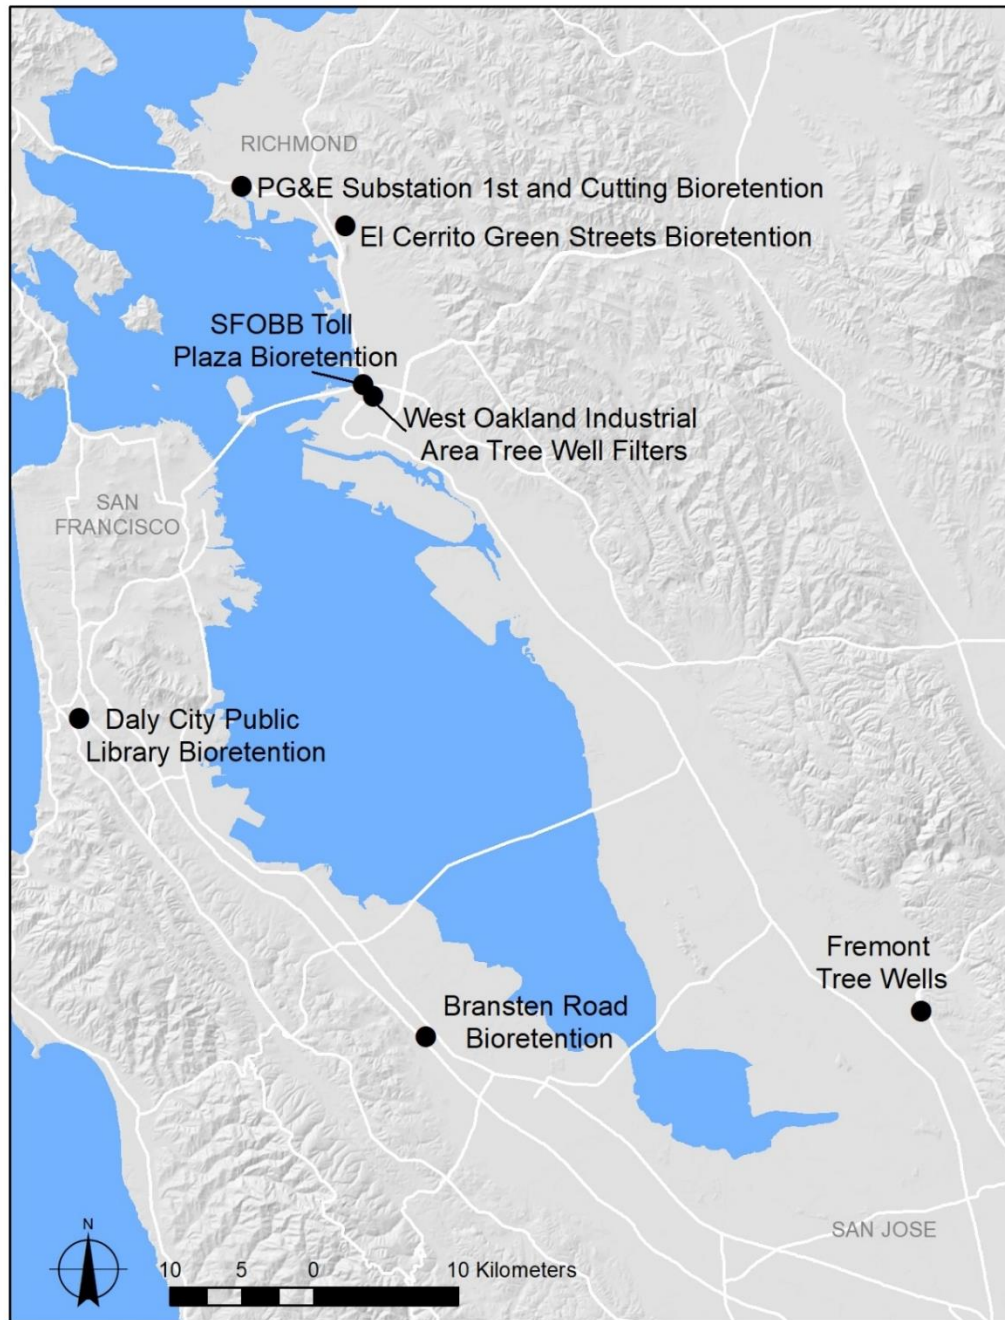 RICHMOND
PG&E Substation 1st and Cutting Bioretention
El Cerrito Green Streets Bioretention
SFOBB Toll
Plaza Bioretention
West Oakland Industrial
Area Tree Well Filters
SAN
FRANCISCO
Daly City Public
Library Bioretention
Fremont
Tree Wells
Bransten Road
Bioretention
SAN JOSE
N
10 5 0 10 Kilometers